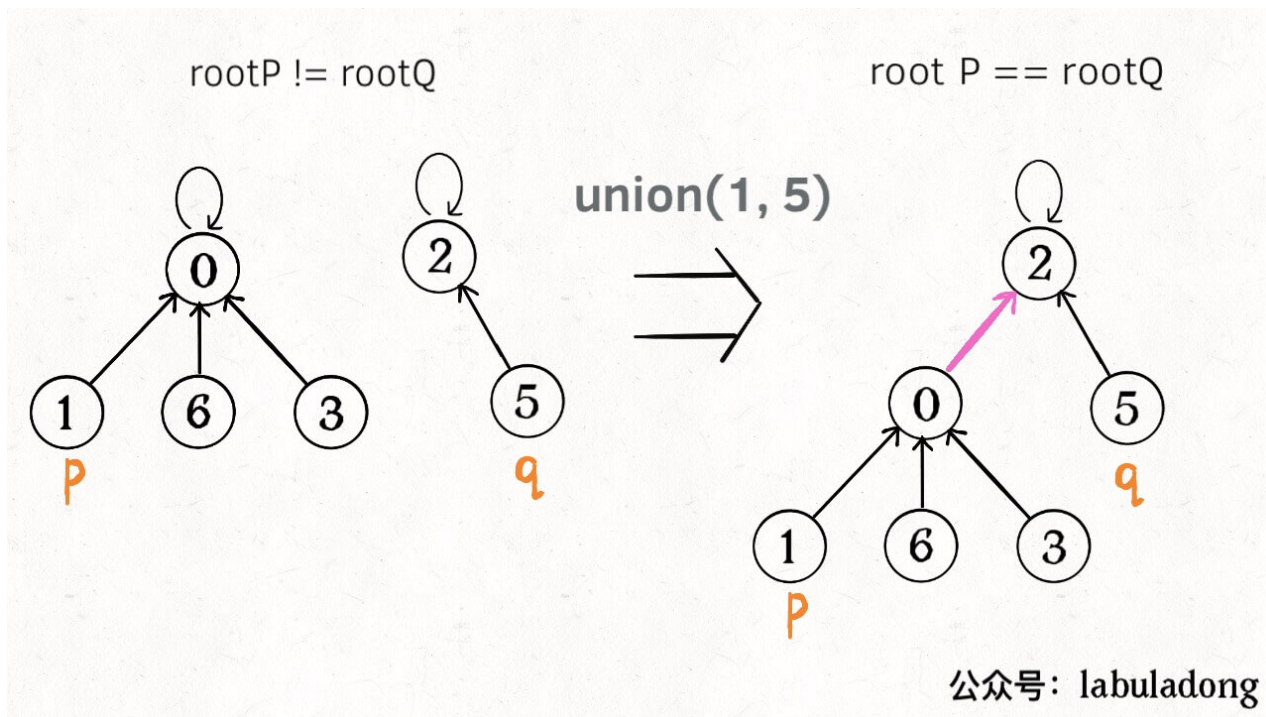 rootP != rootQ
root P == rootQ
union(1, 5)
0
2
1
6
3
5
p
q
2
0
5
1
6
3
q
p
公众号：labuladong